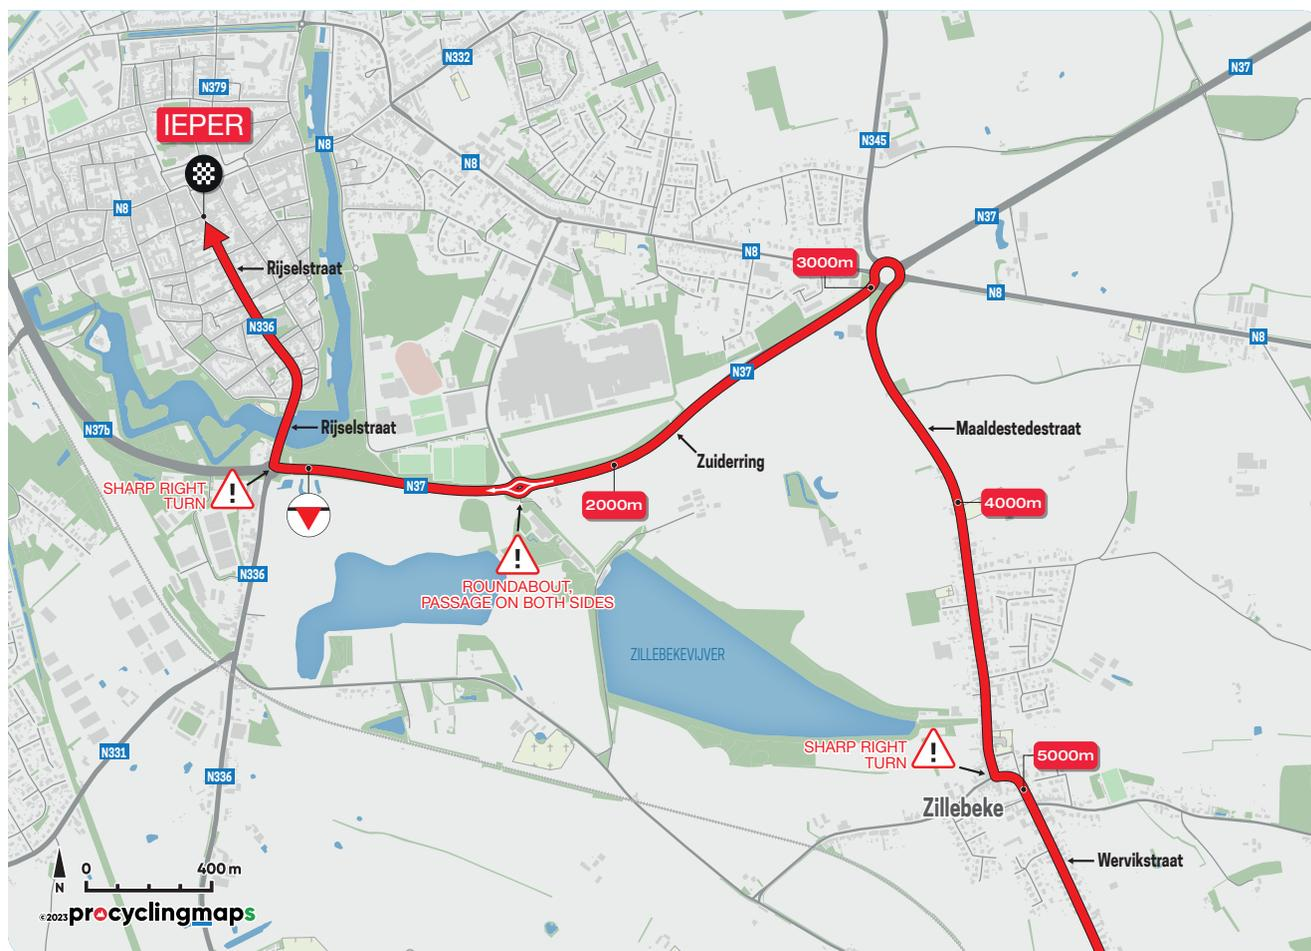 N332
N37
N379
IEPER
N8
N345
N8
N8
N37
N8
3000m
Rijselstraat
N8
N336
N8
N37
Rijselstraat
Maaldestedestraat
N37b
Zuiderring
SHARP RIGHT
TURN
N37
2000m
4000m
ROUNDABOUT,
PASSAGE ON BOTH SIDES
N336
ZILLEBEKEVIJVER
SHARP RIGHT
TURN
5000m
N331
N336
Zillebeke
Wervikstraat
0 400 m
N
©2023 procyclingmaps